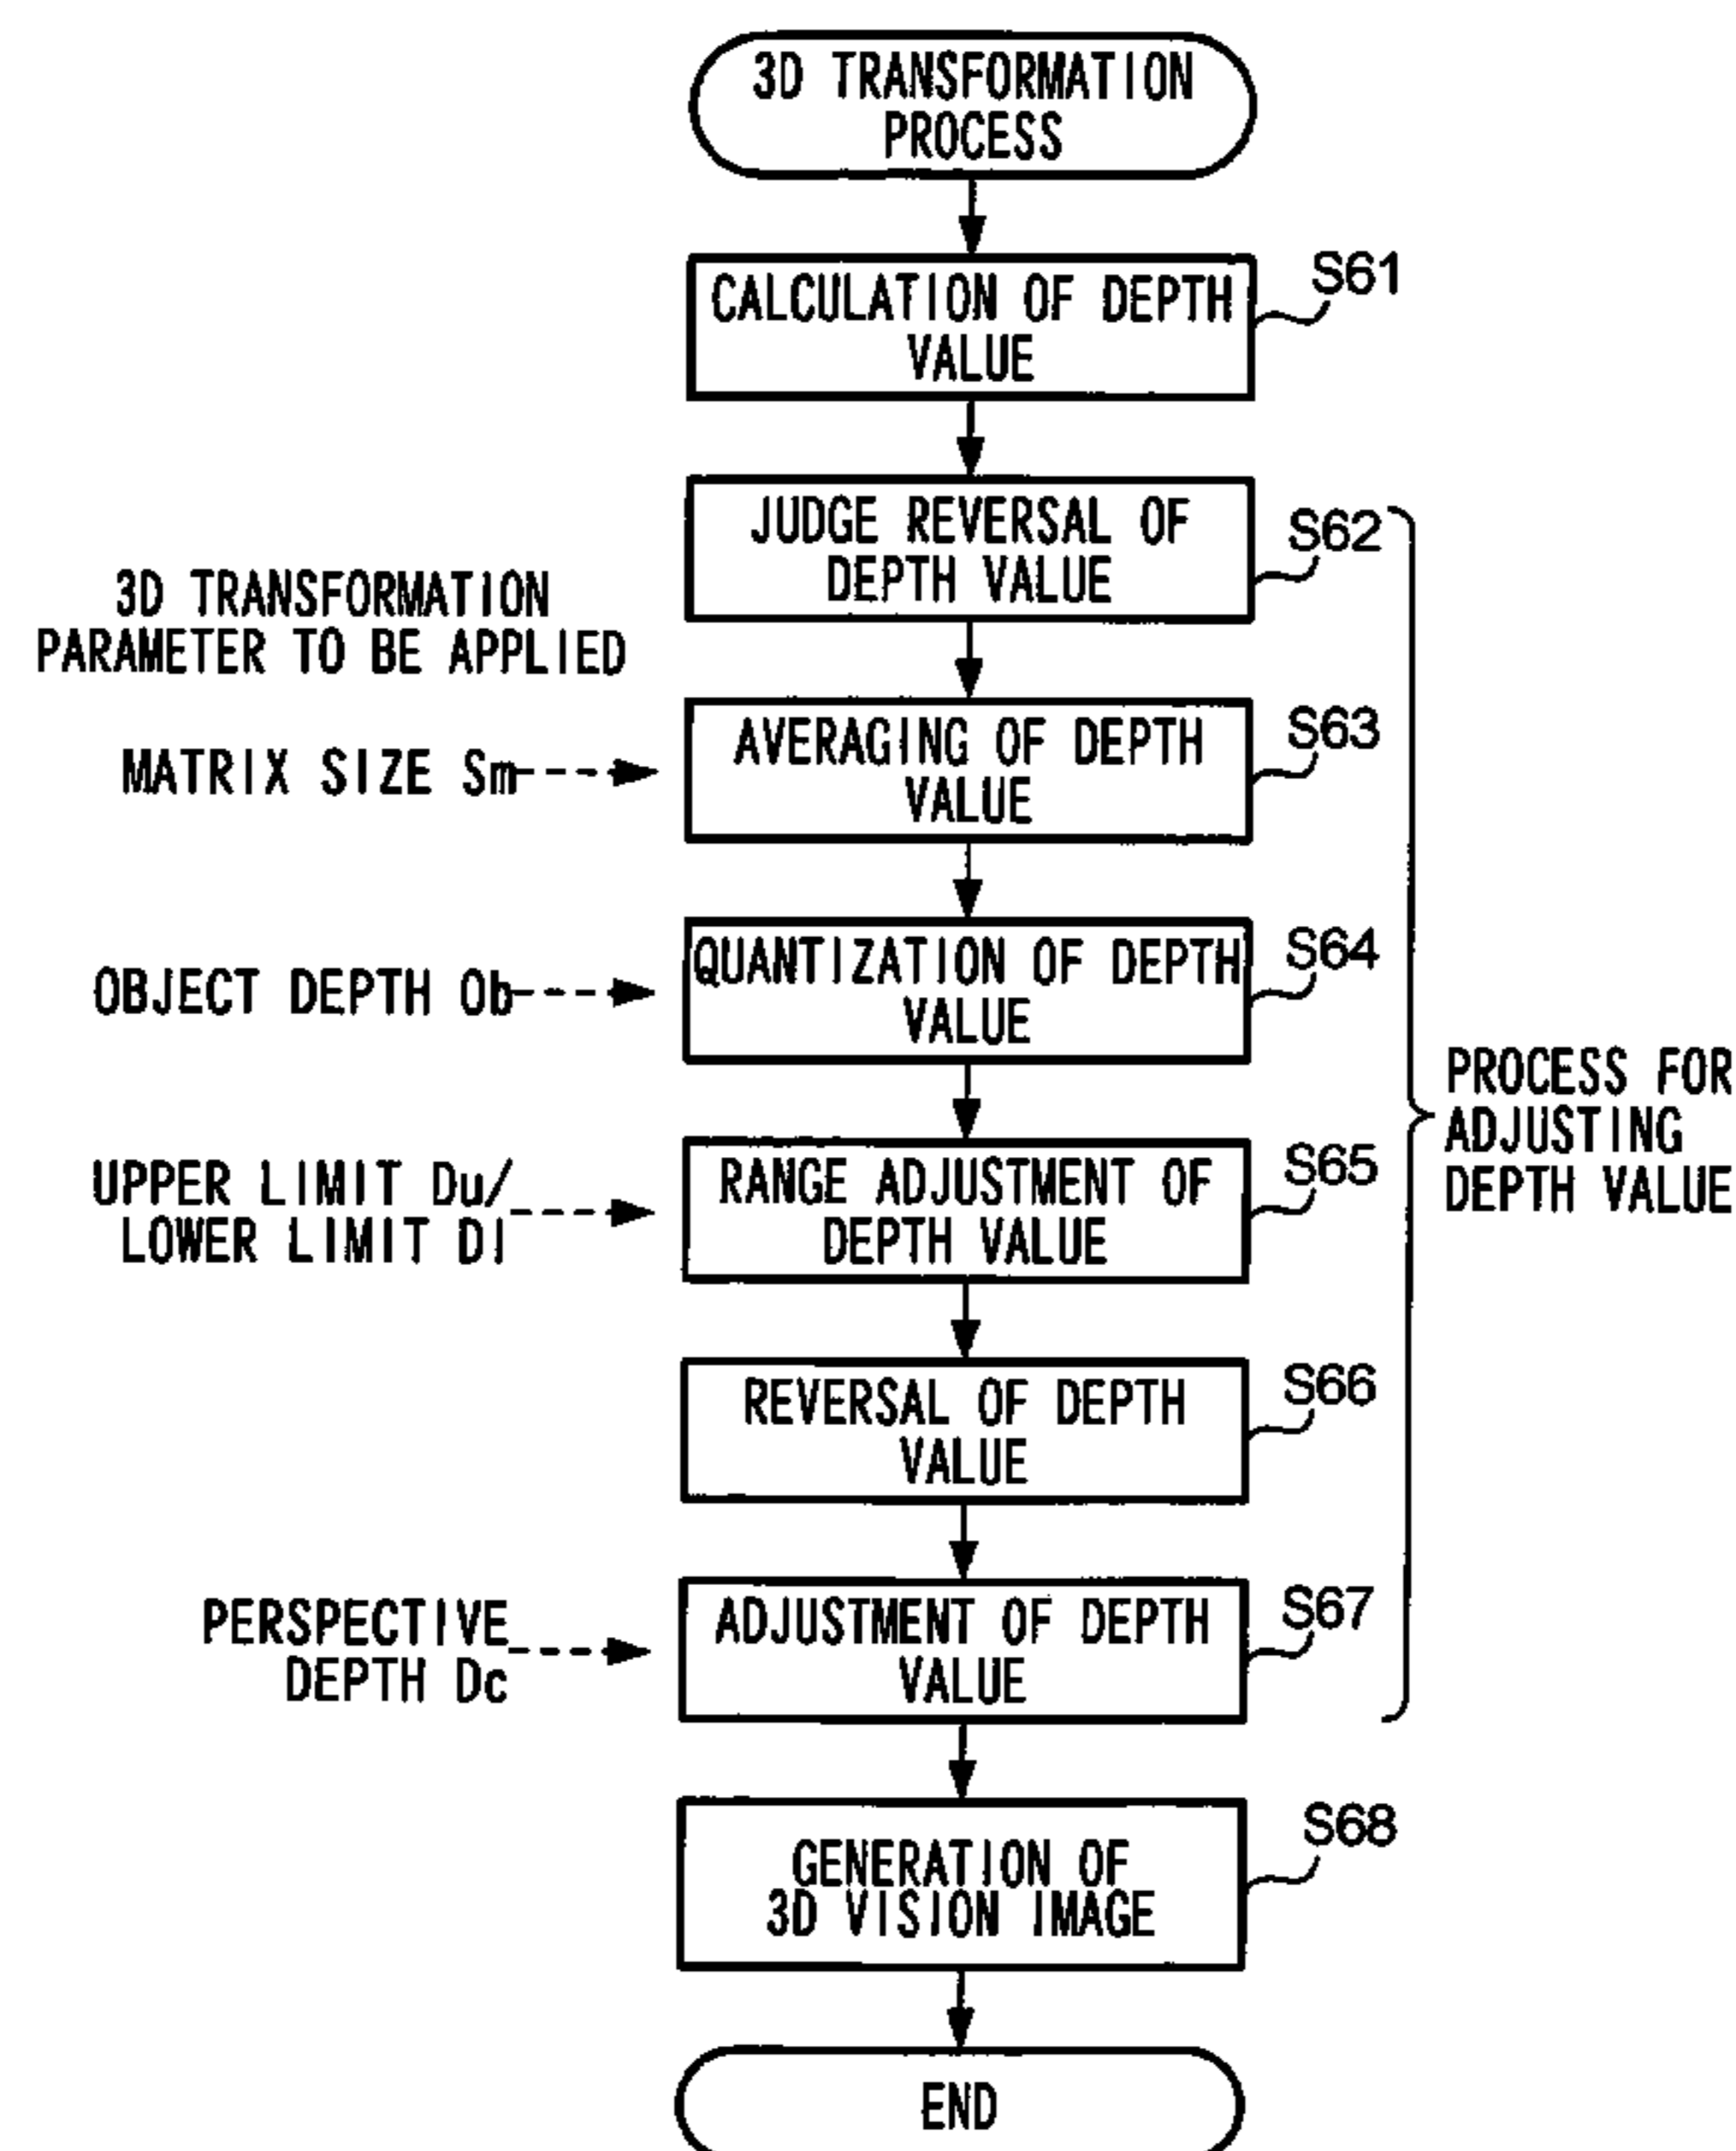 3D TRANSFORMATION
PROCESS
CALCULATION OF DEPTH
VALUE
S61
JUDGE REVERSAL OF
DEPTH VALUE
S62
3D TRANSFORMATION
PARAMETER TO BE APPLIED
MATRIX SIZE Sm
AVERAGING OF DEPTH
VALUE
S63
OBJECT DEPTH Ob
QUANTIZATION OF DEPTH
VALUE
S64
PROCESS FOR
ADJUSTING
DEPTH VALUE
UPPER LIMIT Du/
LOWER LIMIT Dl
RANGE ADJUSTMENT OF
DEPTH VALUE
S65
REVERSAL OF DEPTH
VALUE
S66
PERSPECTIVE
DEPTH Dc
ADJUSTMENT OF DEPTH
VALUE
S67
GENERATION OF
3D VISION IMAGE
S68
END